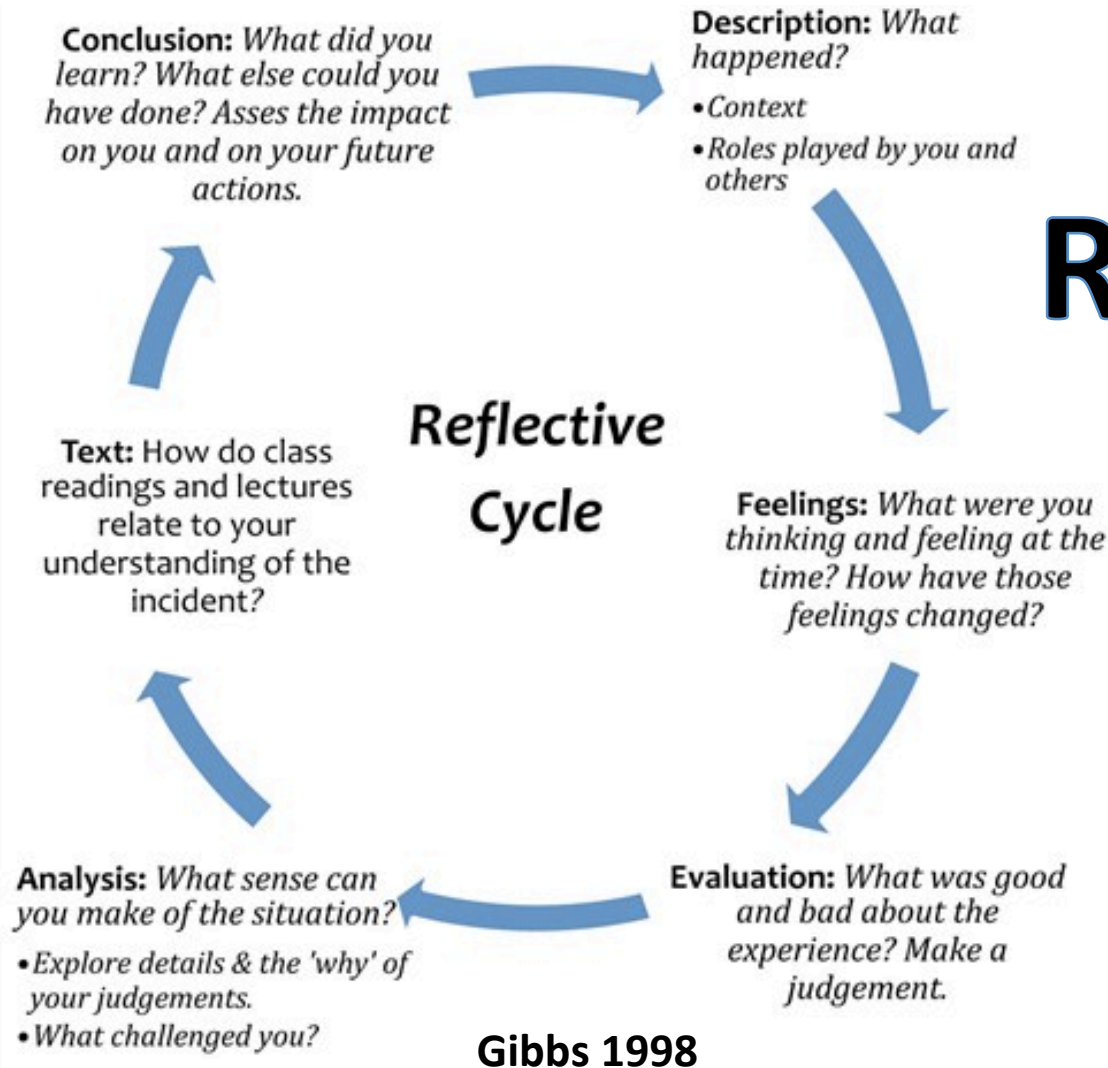 Conclusion: What did you
learn? What else could you
have done? Asses the impact
on you and on your future
actions.
Description: What
happened?
•Context
•Roles played by you and
others
R
Reflective
Cycle
Text: How do class
readings and lectures
relate to your
understanding of the
incident?
Feelings: What were you
thinking and feeling at the
time? How have those
feelings changed?
Analysis: What sense can
you make of the situation?
•Explore details & the 'why' of
your judgements.
•What challenged you?
Evaluation: What was good
and bad about the
experience? Make a
judgement.
Gibbs 1998